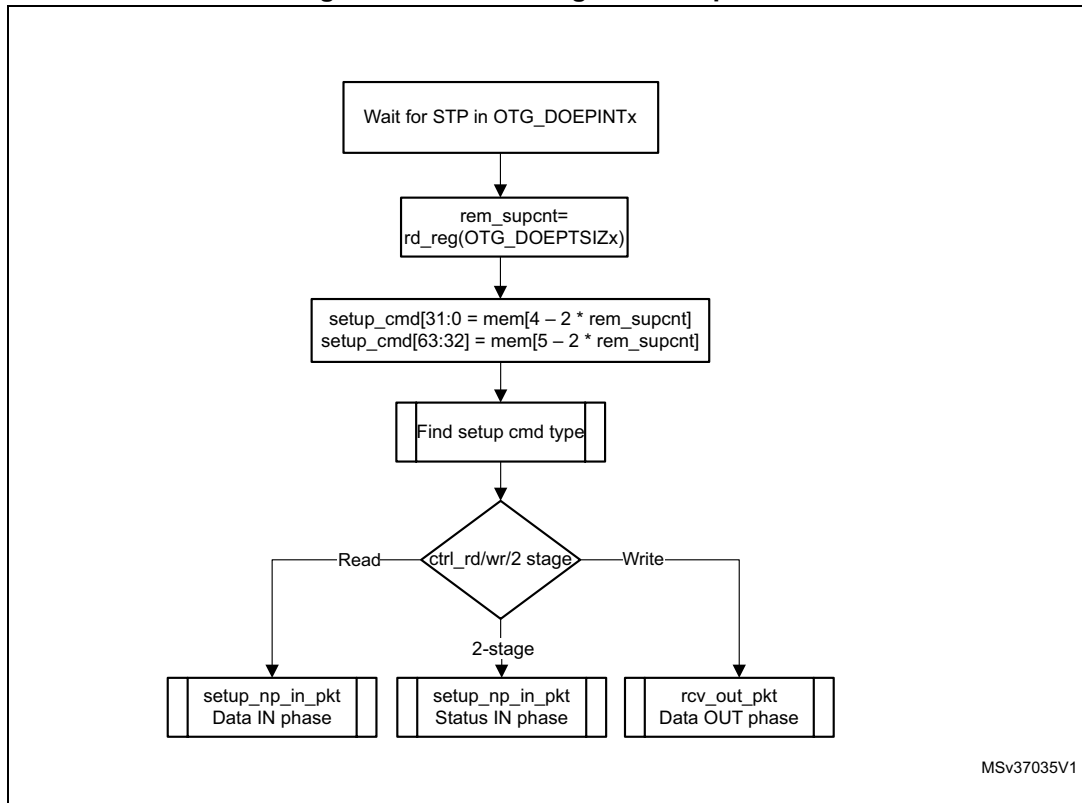 Wait for STP in OTG_DOEPINTx
rem_supcnt=
rd_reg(OTG_DOEPTSIZx)
setup_cmd[31:0 = mem[4 – 2 * rem_supcnt]
setup_cmd[63:32] = mem[5 – 2 * rem_supcnt]
Find setup cmd type
Read
ctrl_rd/wr/2 stage
Write
2-stage
setup_np_in_pkt
Data IN phase
setup_np_in_pkt
Status IN phase
rcv_out_pkt
Data OUT phase
MSv37035V1